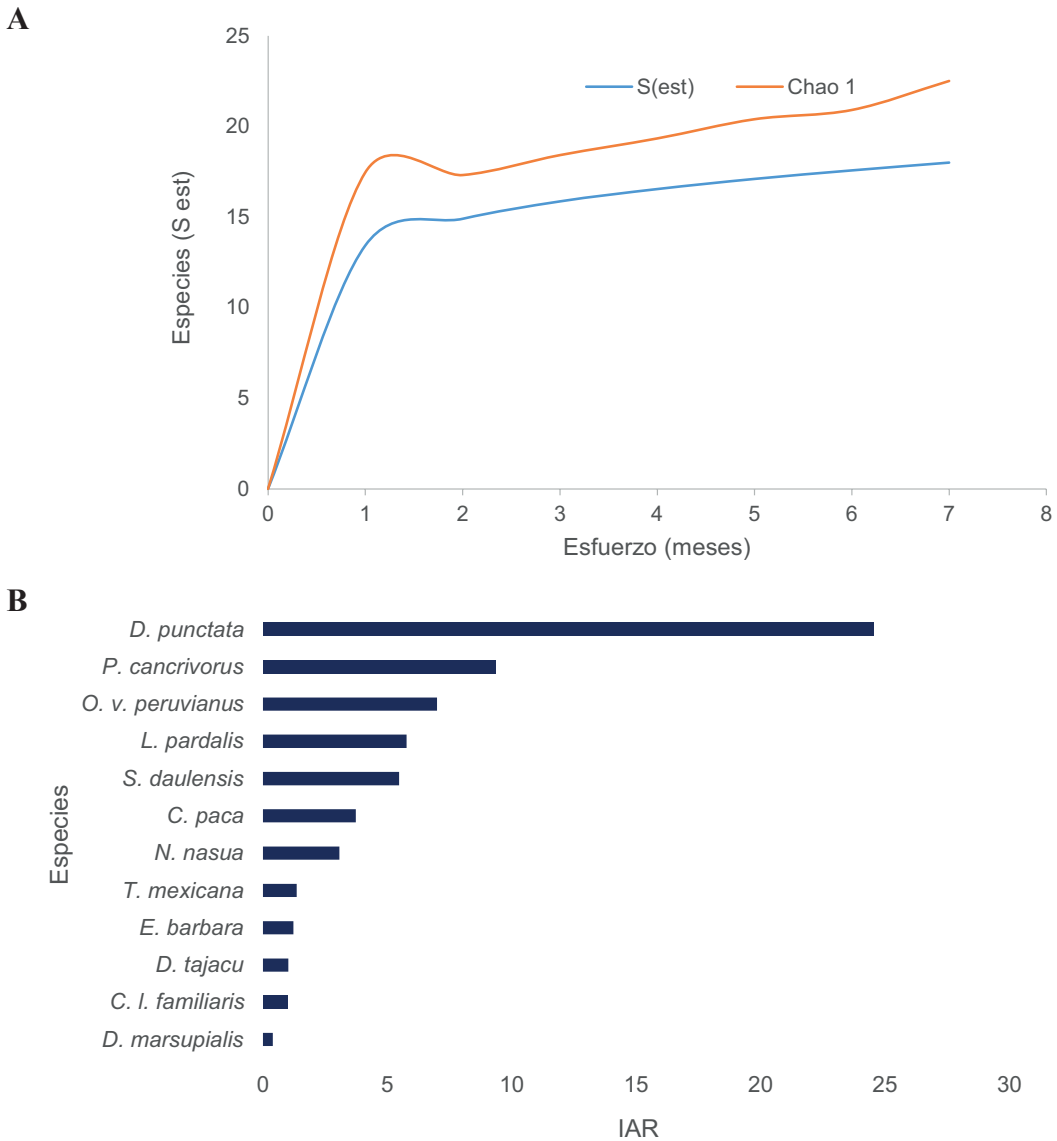 A
25
20
15
10
5
0
Especies (S est)
S(est) Chao 1
0 1 2 3 4 5 6 7 8
Esfuerzo (meses)
B
Especies
D. punctata
P. cancrivorus
O. v. peruvianus
L. pardalis
S. daulensis
C. paca
N. nasua
T. mexicana
E. barbara
D. tajacu
C. l. familiaris
D. marsupialis
0 5 10 15 20 25 30
IAR